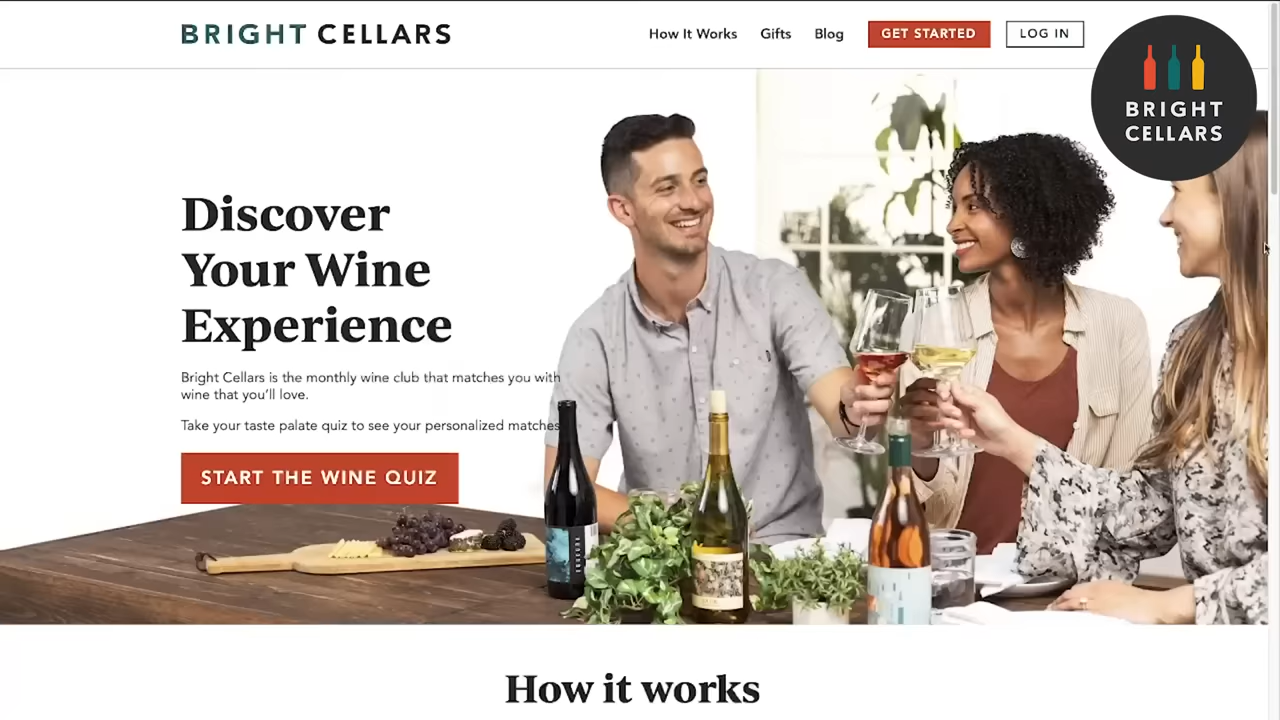 BRIGHT CELLARS
How It Works
Gifts
Blog
GET STARTED
LOG IN
BRIGHT
CELLARS
Discover
Your Wine
Experience
Bright Cellars is the monthly wine club that matches you with
wine that you'll love.
Take your taste palate quiz to see your personalized matches
START THE WINE QUIZ
How it works